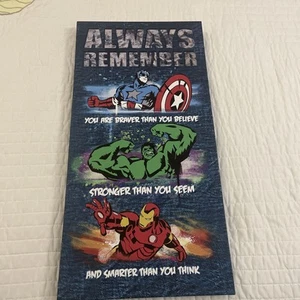 ALWAYS
REMEMBER
YOU ARE BRAVER THAN YOU BELIEVE
STRONGER THAN YOU SEEM
AND SMARTER THAN YOU THINK